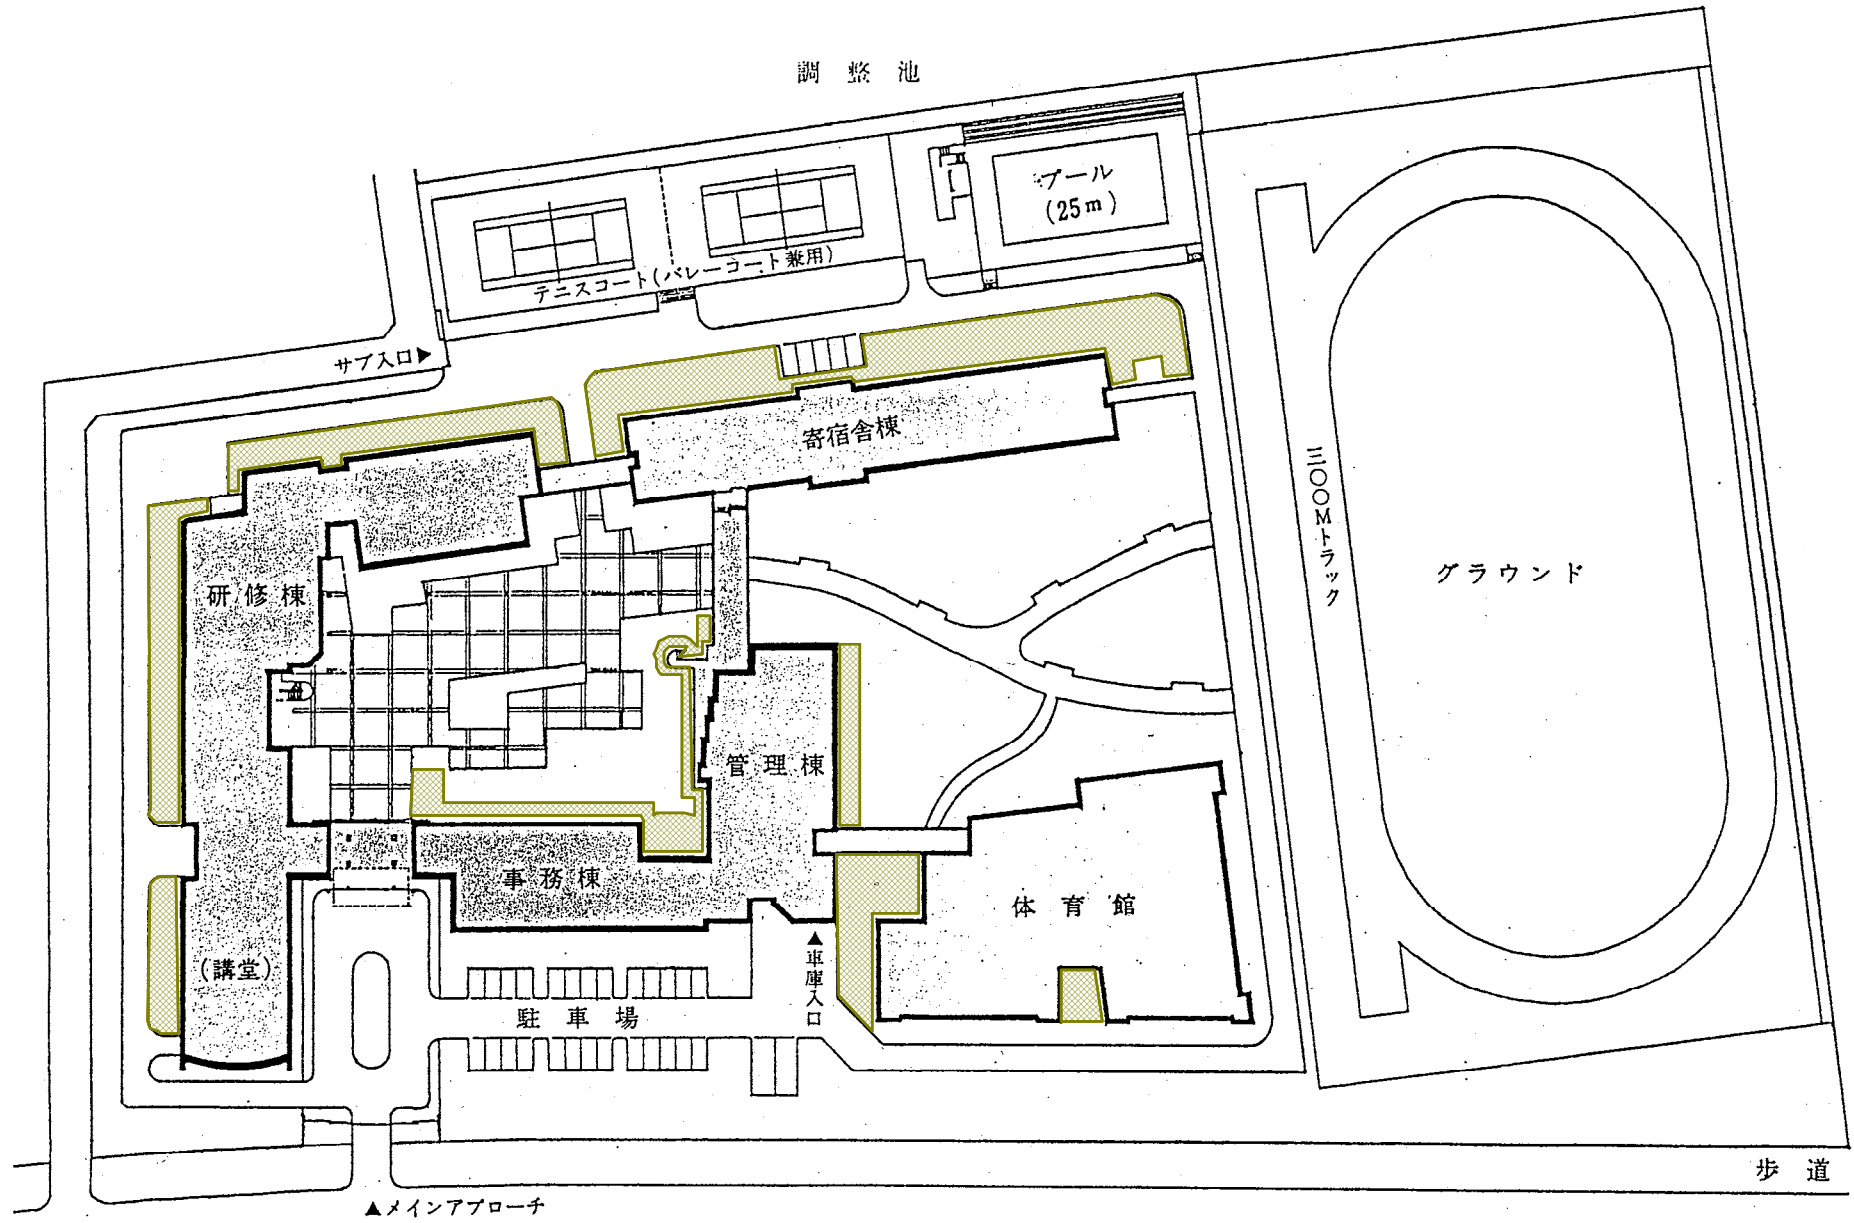 調整池
プール
(25m)
テニスコート(バレーコート兼用)
サブ入口▶
寄宿舎棟
三〇〇Mトラック
グラウンド
研修棟
管理棟
事務棟
体育館
(講堂)
▲車庫入口
駐車場
歩道
▲メインアプローチ